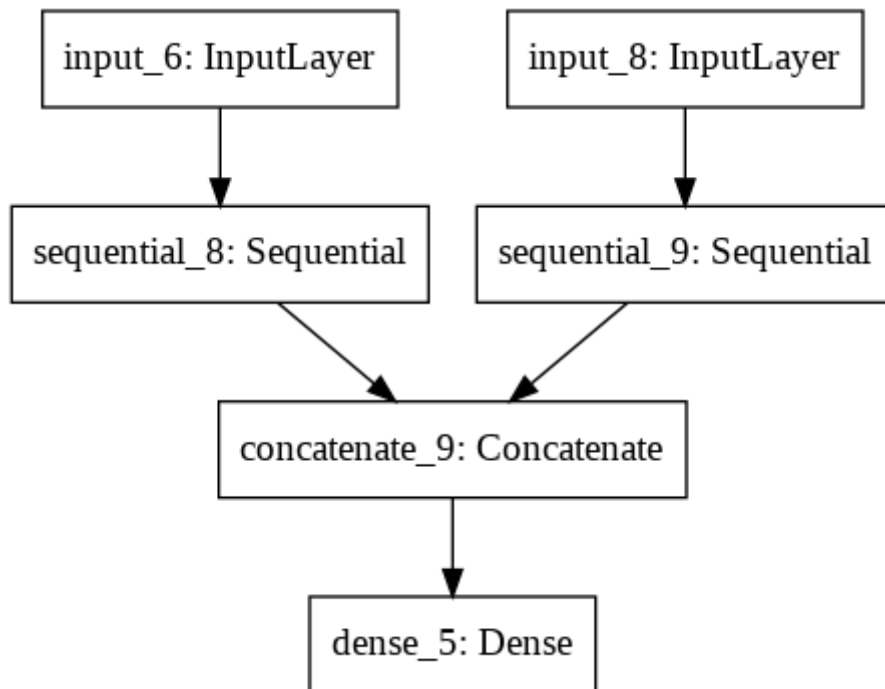 input_6: InputLayer
input_8: InputLayer
sequential_8: Sequential
sequential_9: Sequential
concatenate_9: Concatenate
dense_5: Dense